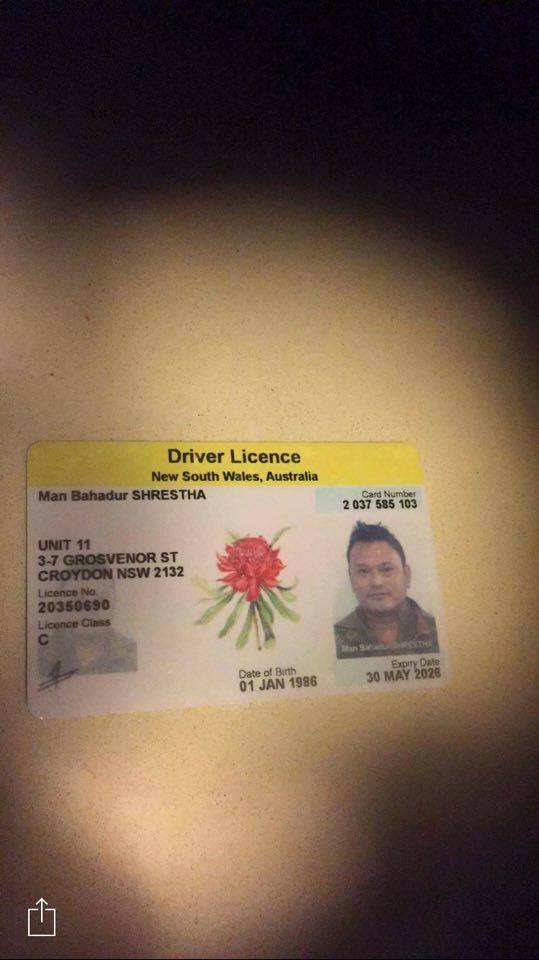 Driver Licence
New South Wales, Australia
Man Bahadur SHRESTHA
Card Number
2 037 585 103
UNIT 11
3-7 GROSVENOR ST
CROYDON NSW 2132
Licence No.
20350690
Licence Class
C
Man Bahadur SHRESTHA
Date of Birth
01 JAN 1986
Expiry Date
30 MAY 2026